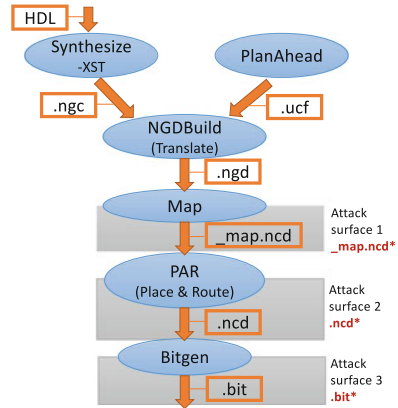 HDL
Synthesize
-XST
PlanAhead
.ngc
.ucf
NGDBuild
(Translate)
.ngd
Map
Attack
surface 1
_map.ncd*
_map.ncd
PAR
(Place & Route)
Attack
surface 2
.ncd*
.ncd
Bitgen
Attack
surface 3
.bit*
.bit